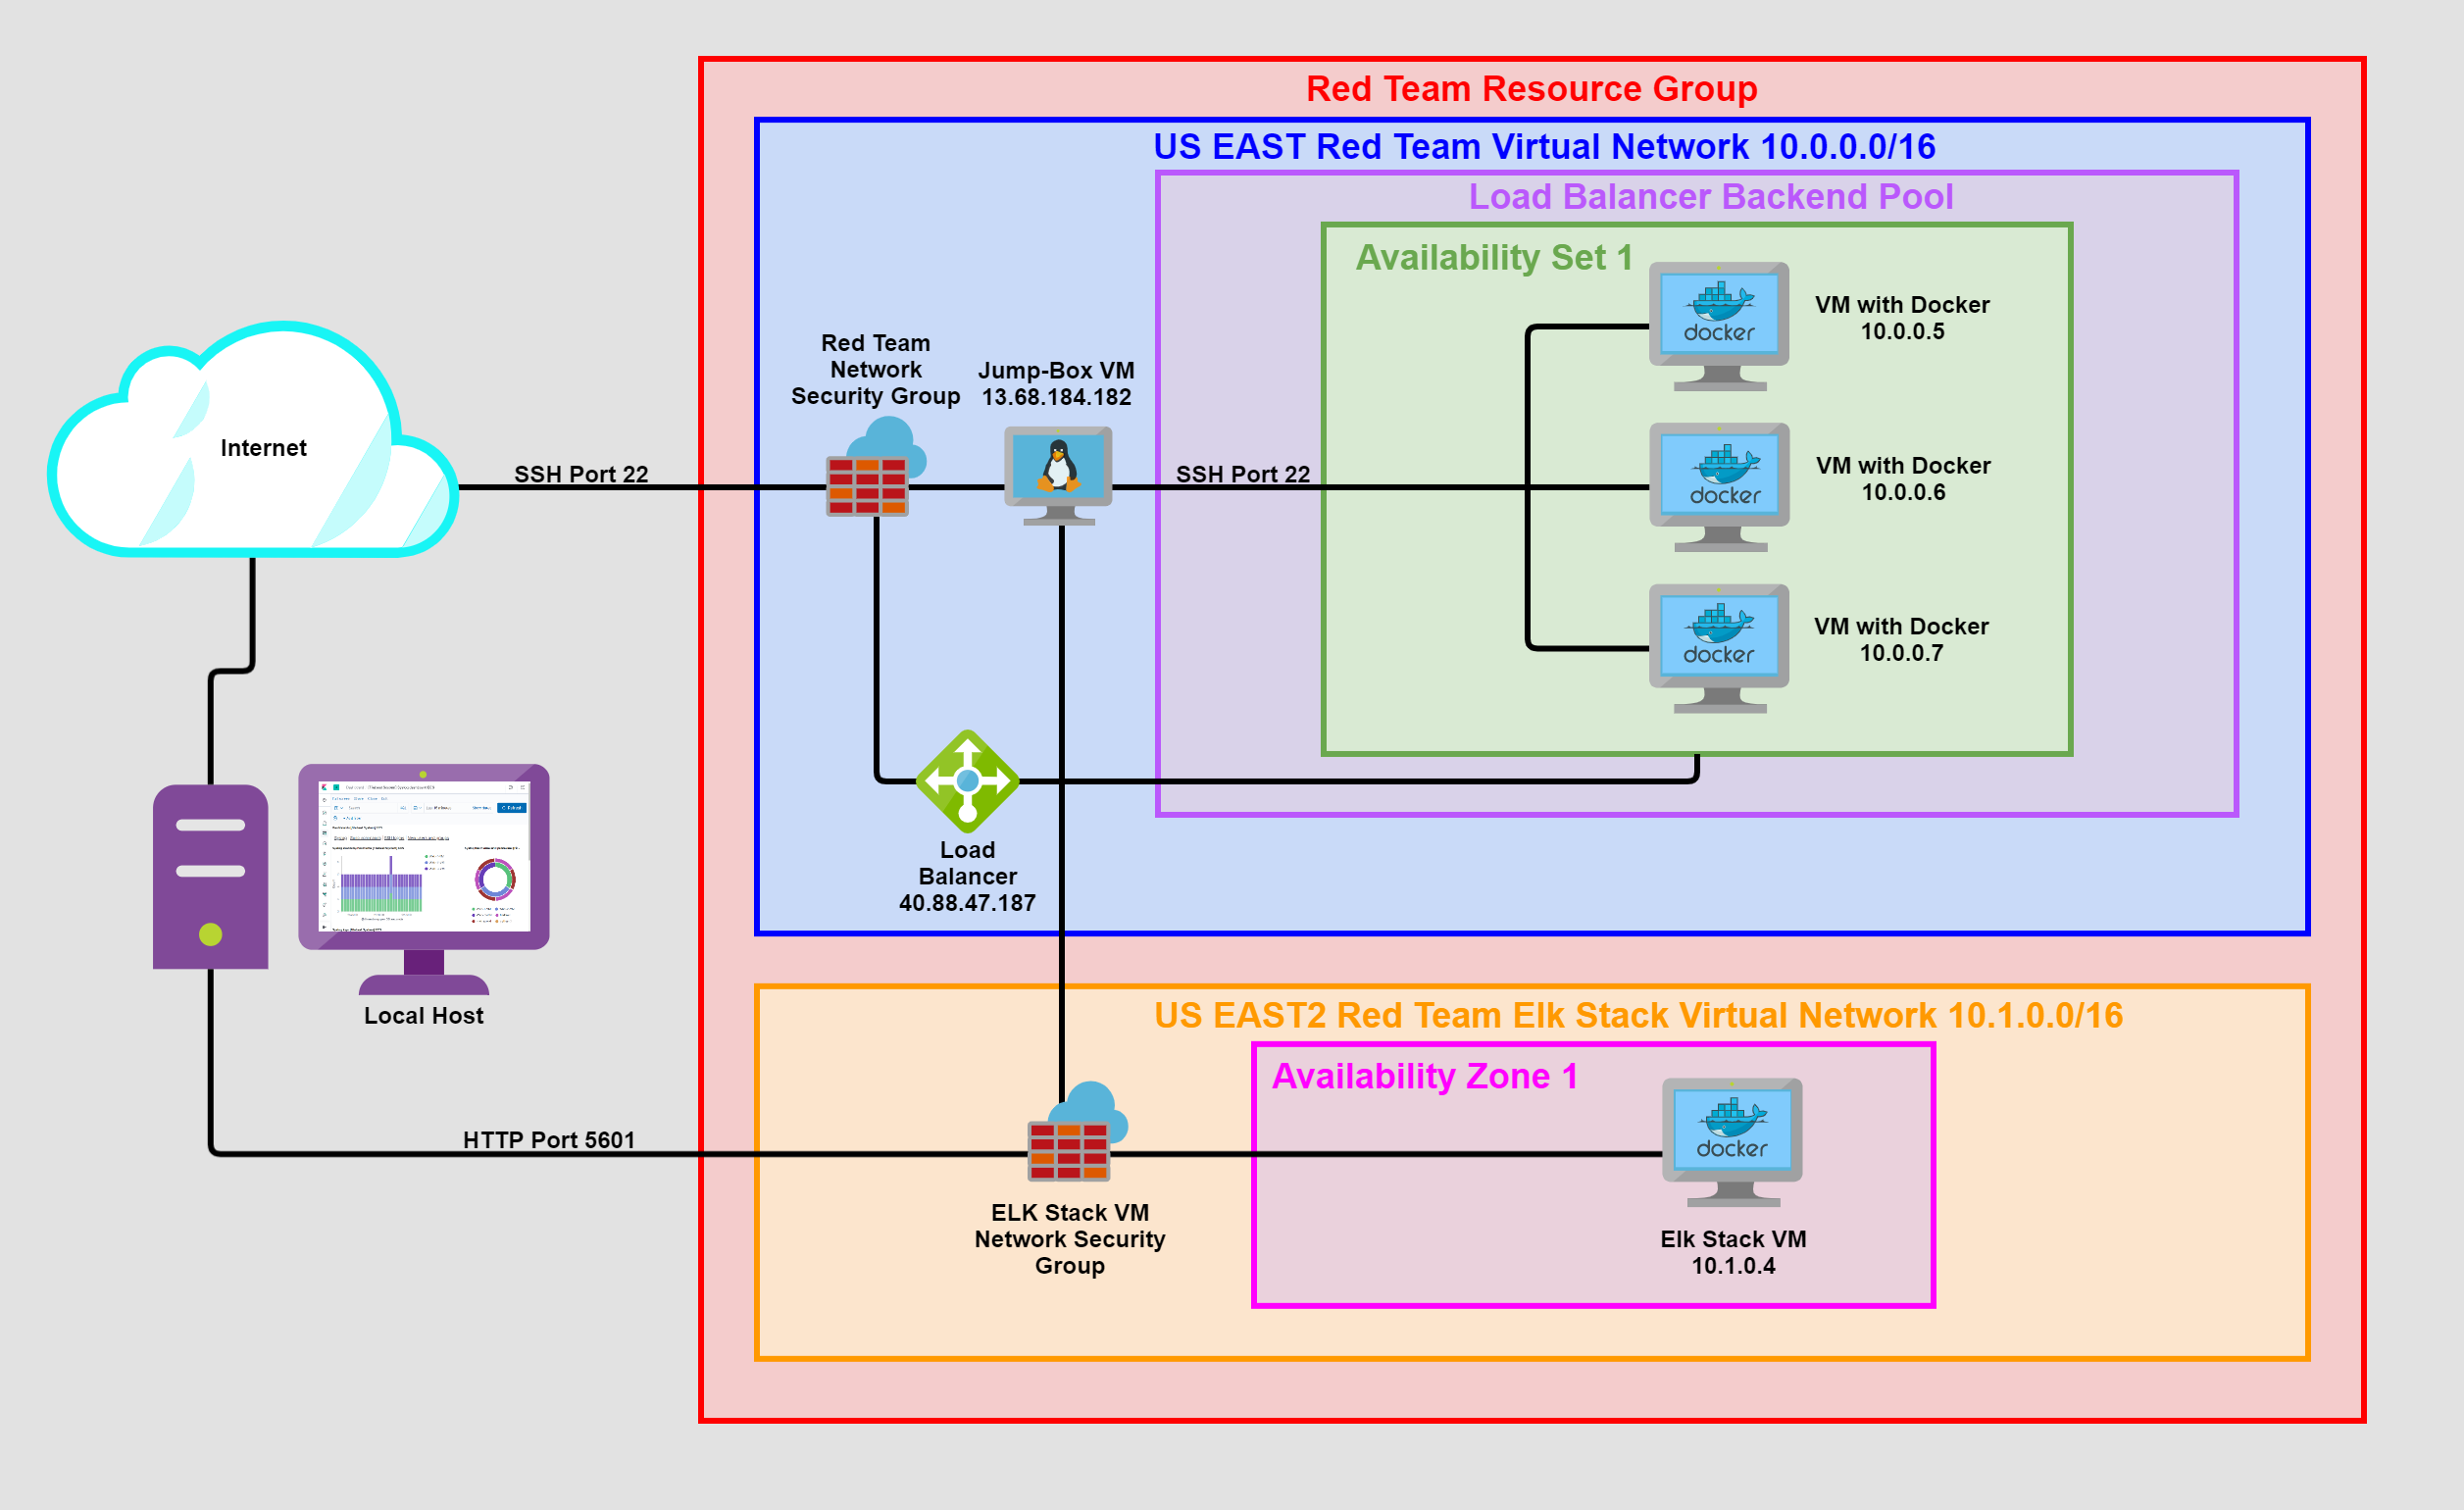 Red Team Resource Group
US EAST Red Team Virtual Network 10.0.0.0/16
Load Balancer Backend Pool
Availability Set 1
docker
VM with Docker
10.0.0.5
docker
VM with Docker
10.0.0.6
docker
VM with Docker
10.0.0.7
Red Team
Network
Security Group
Jump-Box VM
13.68.184.182
Internet
SSH Port 22
SSH Port 22
Load
Balancer
40.88.47.187
Local Host
US EAST2 Red Team Elk Stack Virtual Network 10.1.0.0/16
Availability Zone 1
docker
Elk Stack VM
10.1.0.4
HTTP Port 5601
ELK Stack VM
Network Security
Group